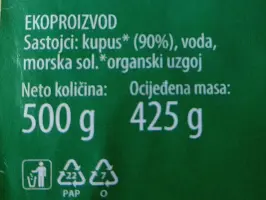 EKOPROIZVOD
Sastojci: kupus* (90%), voda,
morska sol.*organski uzgoj
Neto količina: Ocijeđena masa:
500 g 425 g
22 7
PAP O